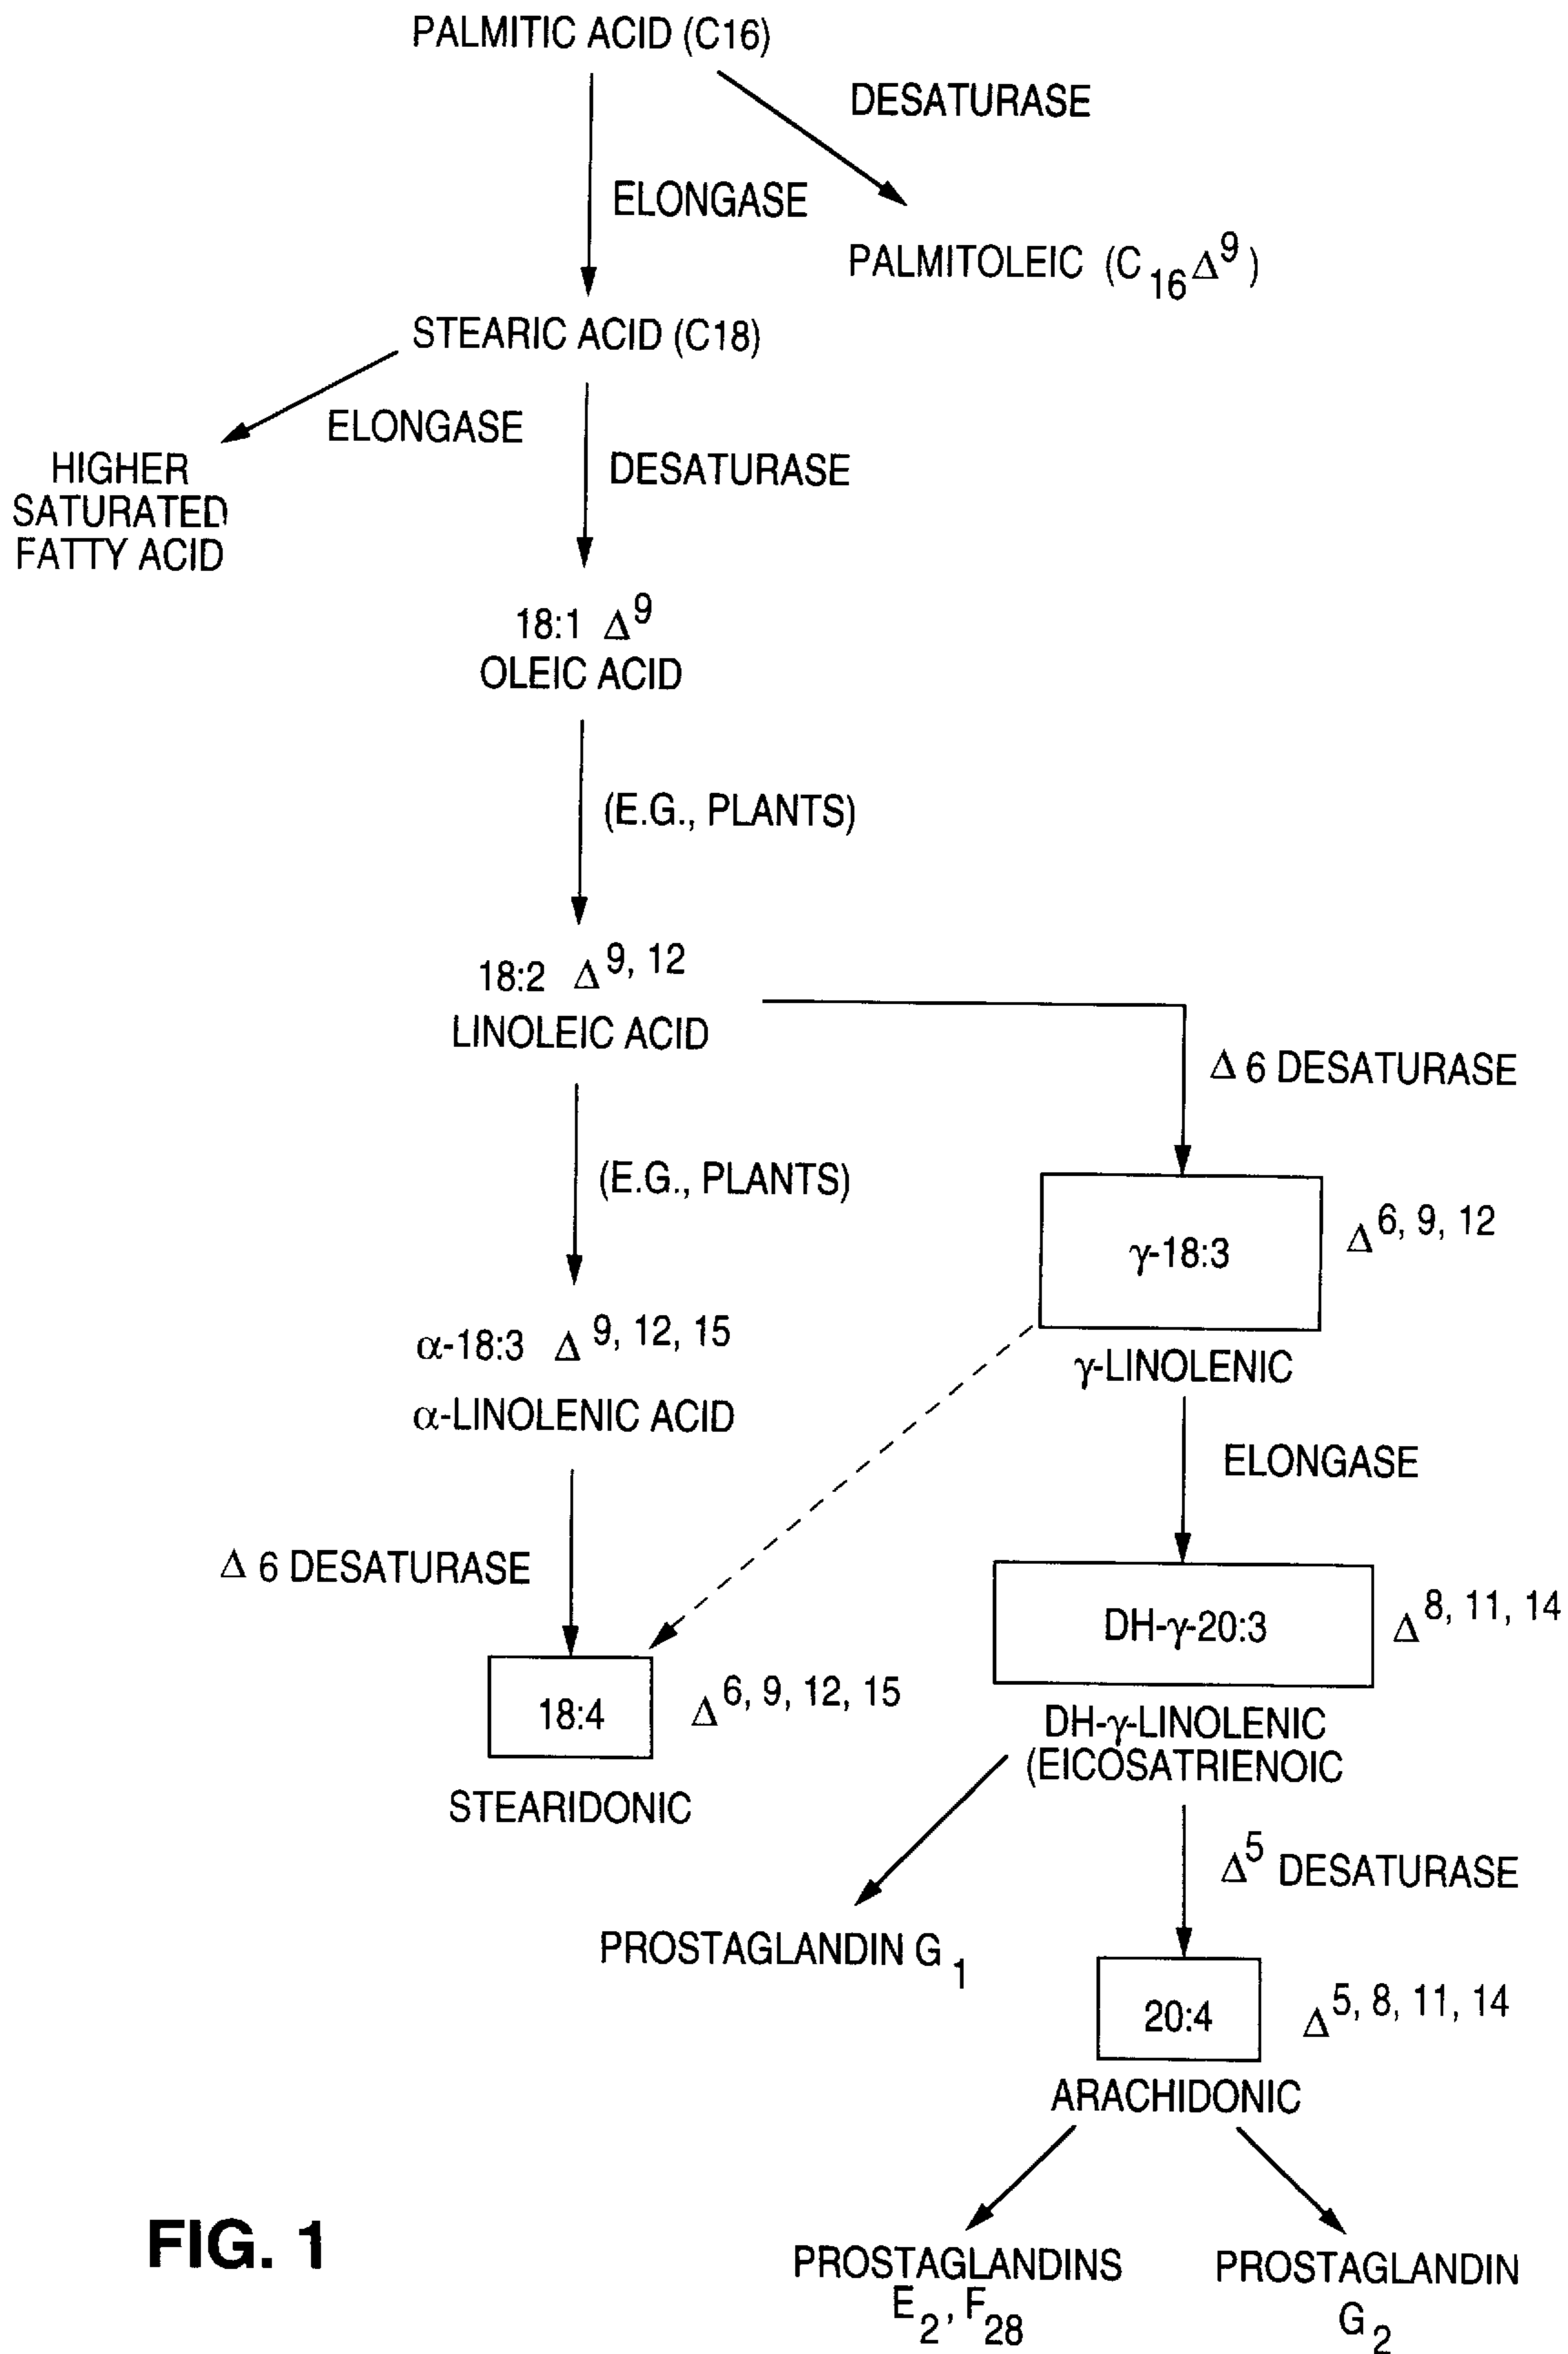 PALMITIC ACID (C16)
DESATURASE
ELONGASE
PALMITOLEIC (C₁₆Δ⁹)
STEARIC ACID (C18)
ELONGASE
DESATURASE
HIGHER
SATURATED
FATTY ACID
18:1 Δ⁹
OLEIC ACID
(E.G., PLANTS)
18:2 Δ⁹, ¹²
LINOLEIC ACID
Δ 6 DESATURASE
(E.G., PLANTS)
γ-18:3 Δ⁶, ⁹, ¹²
α-18:3 Δ⁹, ¹², ¹⁵
γ-LINOLENIC
α-LINOLENIC ACID
ELONGASE
Δ 6 DESATURASE
DH-γ-20:3 Δ⁸, ¹¹, ¹⁴
18:4 Δ⁶, ⁹, ¹², ¹⁵
DH-γ-LINOLENIC
(EICOSATRIENOIC
STEARIDONIC
Δ⁵ DESATURASE
PROSTAGLANDIN G₁
20:4 Δ⁵, ⁸, ¹¹, ¹⁴
ARACHIDONIC
FIG. 1
PROSTAGLANDINS
E₂, F₂₈
PROSTAGLANDIN
G₂